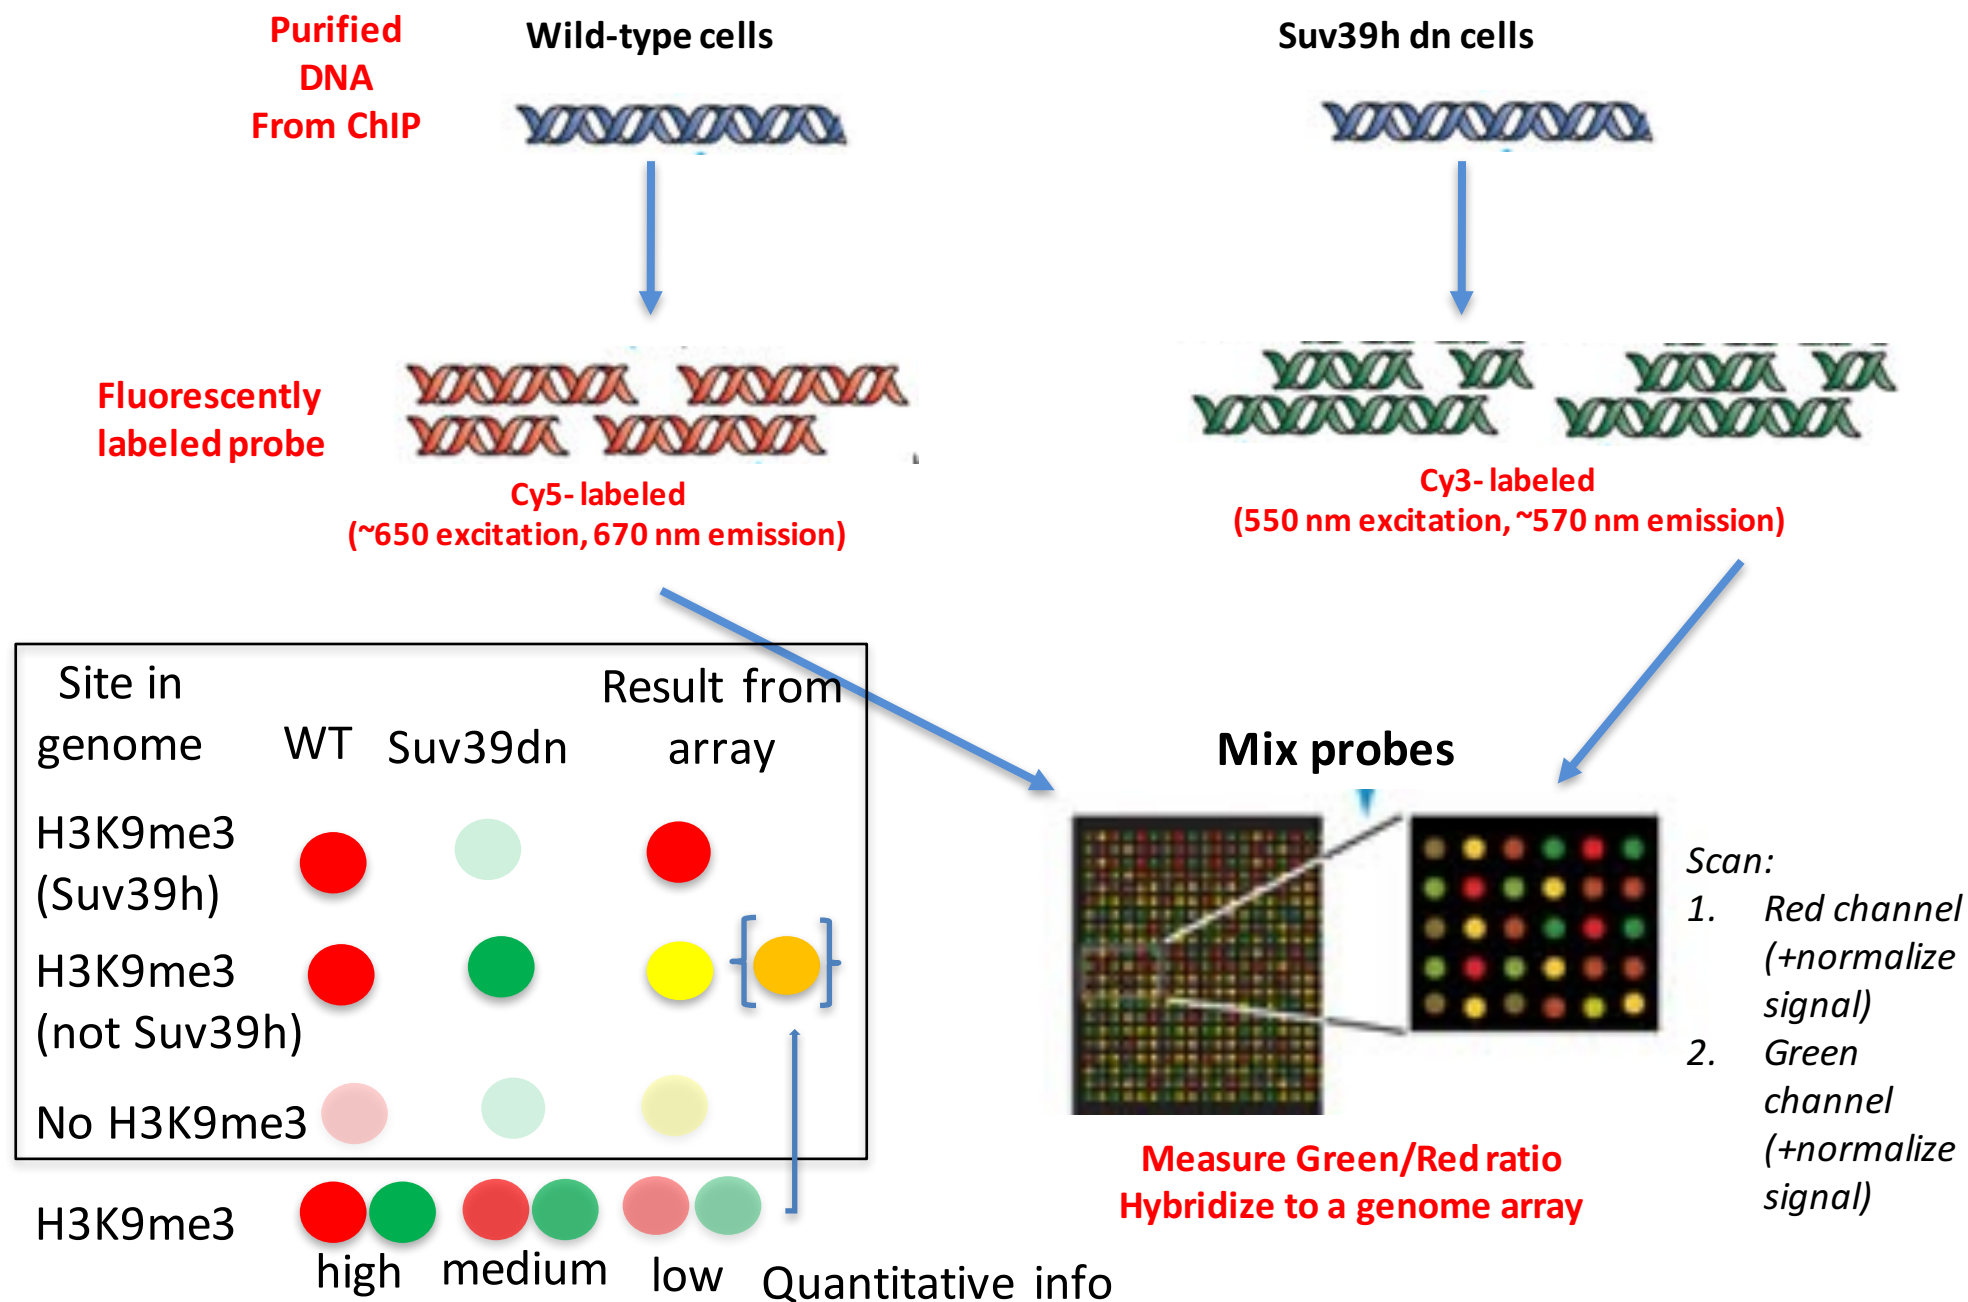 Purified
DNA
From ChIP
Wild-type cells
Suv39h dn cells
Fluorescently
labeled probe
Cy5- labeled
(~650 excitation, 670 nm emission)
Cy3- labeled
(550 nm excitation, ~570 nm emission)
Site in
genome
WT
Suv39dn
Result from
array
H3K9me3
(Suv39h)
H3K9me3
(not Suv39h)
No H3K9me3
H3K9me3
high
medium
low
Quantitative info
Mix probes
Measure Green/Red ratio
Hybridize to a genome array
Scan:
1. Red channel
(+normalize
signal)
2. Green
channel
(+normalize
signal)